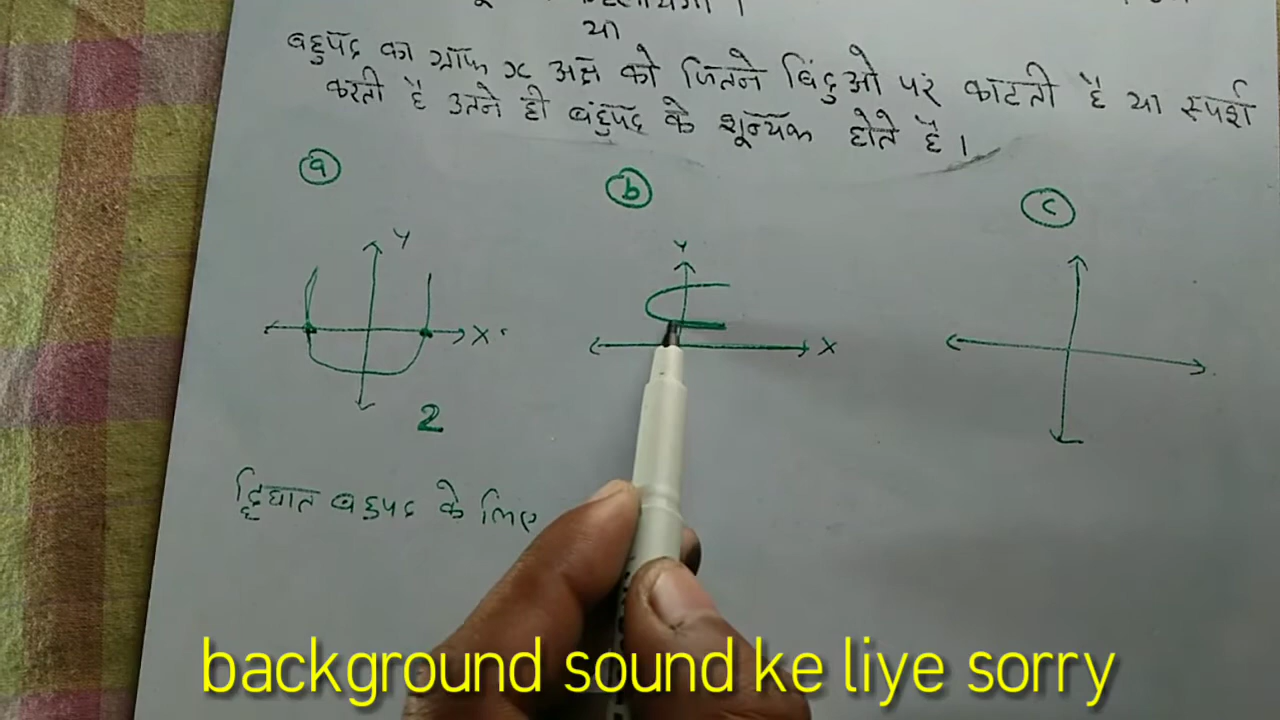 या
बहुपद का ग्राफ x अक्ष को जितने बिंदुओ पर काटती है या स्पर्श
करती है उतने ही बहुपद के शून्यक होते है।
a b c
Y Y
X X
2
द्विघात बहुपद के लिए
background sound ke liye sorry